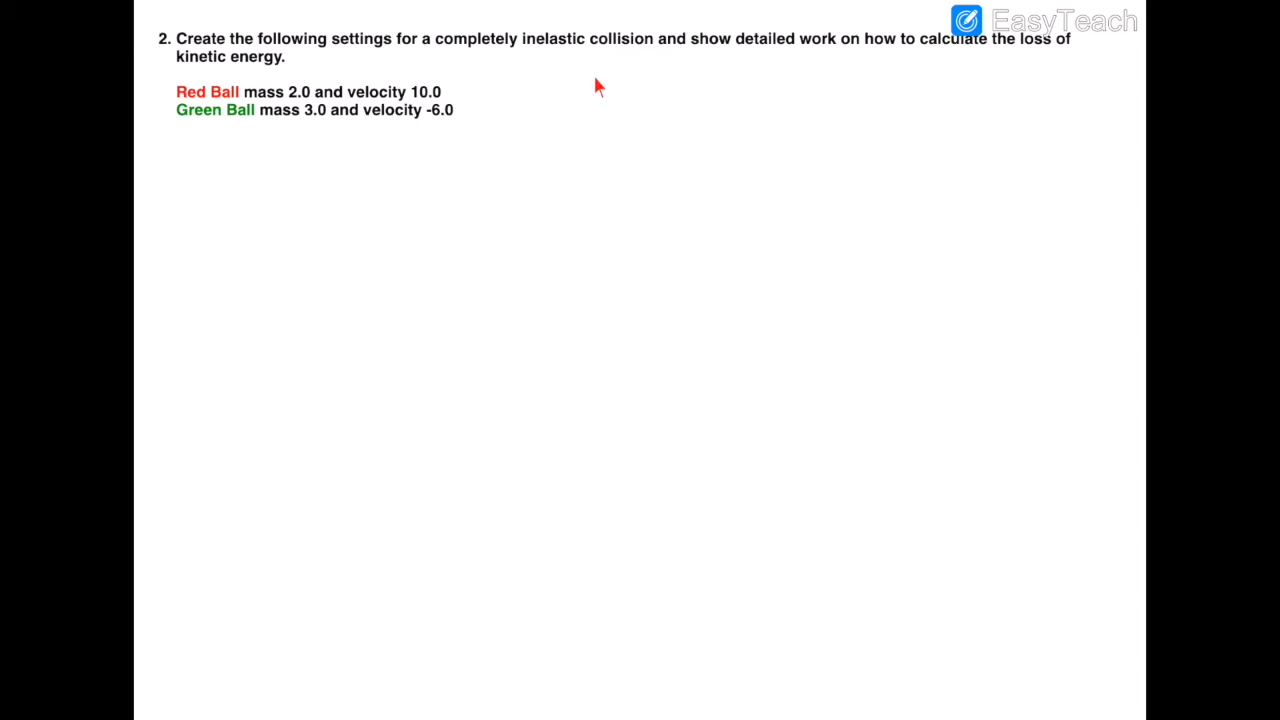 EasyTeach
2. Create the following settings for a completely inelastic collision and show detailed work on how to calculate the loss of
kinetic energy.
Red Ball mass 2.0 and velocity 10.0
Green Ball mass 3.0 and velocity -6.0